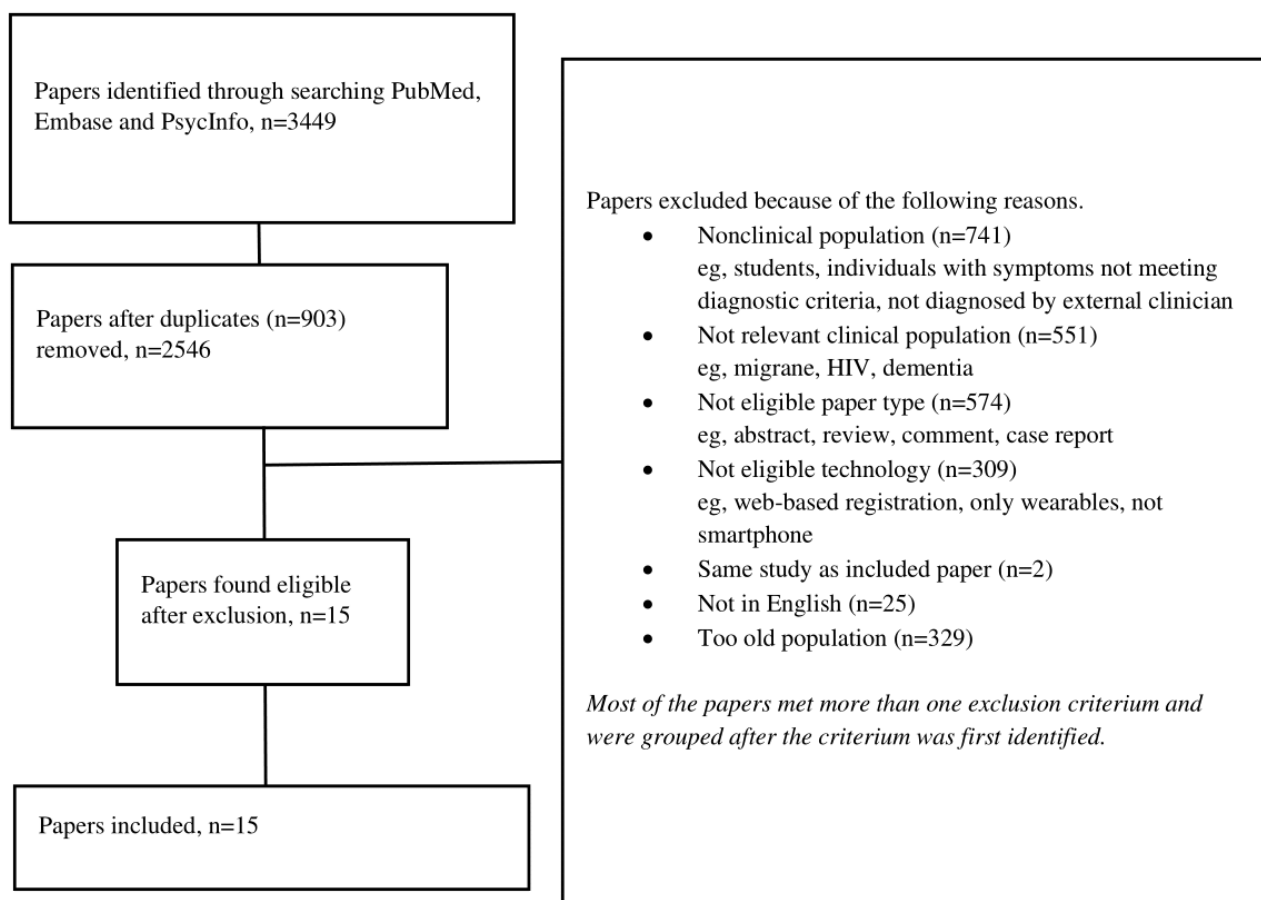 Papers identified through searching PubMed,
Embase and PsycInfo, n=3449
Papers after duplicates (n=903)
removed, n=2546
Papers excluded because of the following reasons.
• Nonclinical population (n=741)
eg, students, individuals with symptoms not meeting
diagnostic criteria, not diagnosed by external clinician
• Not relevant clinical population (n=551)
eg, migrane, HIV, dementia
• Not eligible paper type (n=574)
eg, abstract, review, comment, case report
• Not eligible technology (n=309)
eg, web-based registration, only wearables, not
smartphone
• Same study as included paper (n=2)
• Not in English (n=25)
• Too old population (n=329)
Most of the papers met more than one exclusion criterium and
were grouped after the criterium was first identified.
Papers found eligible
after exclusion, n=15
Papers included, n=15